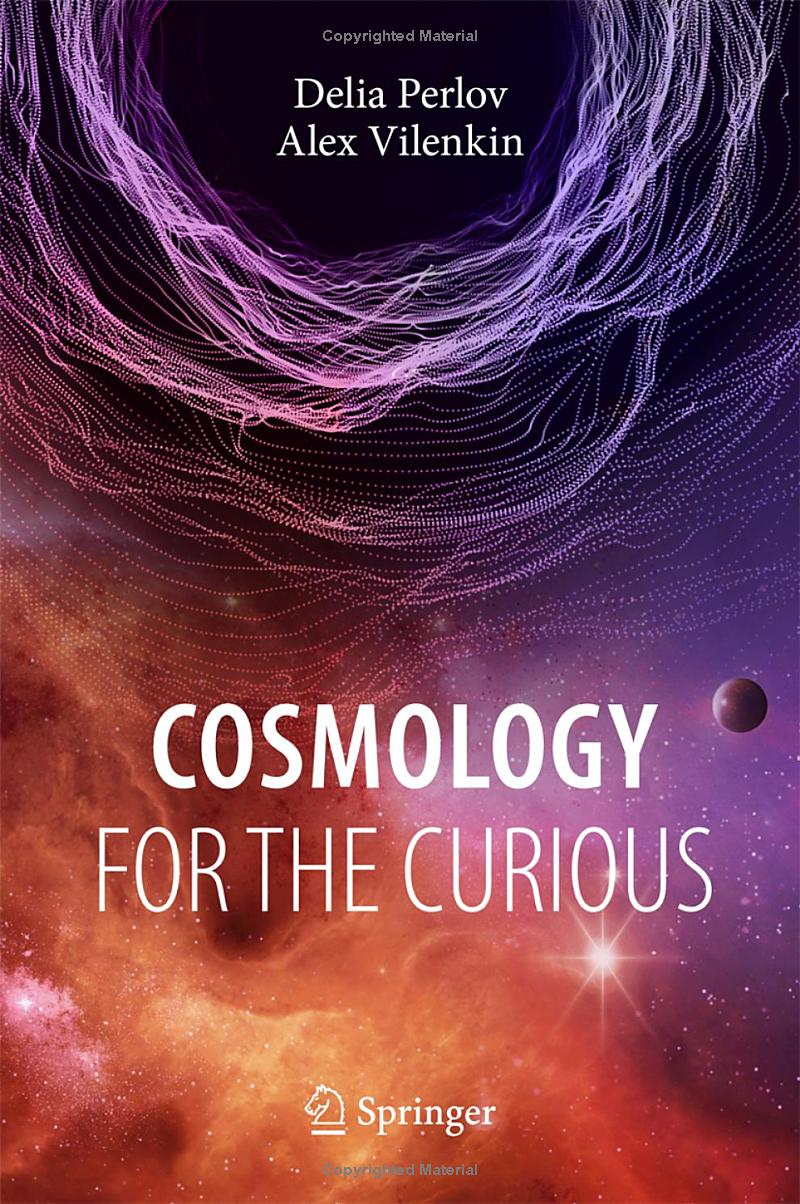 Copyrighted Material
Delia Perlov
Alex Vilenkin
COSMOLOGY
FOR THE CURIOUS
Springer
Copyrighted Material